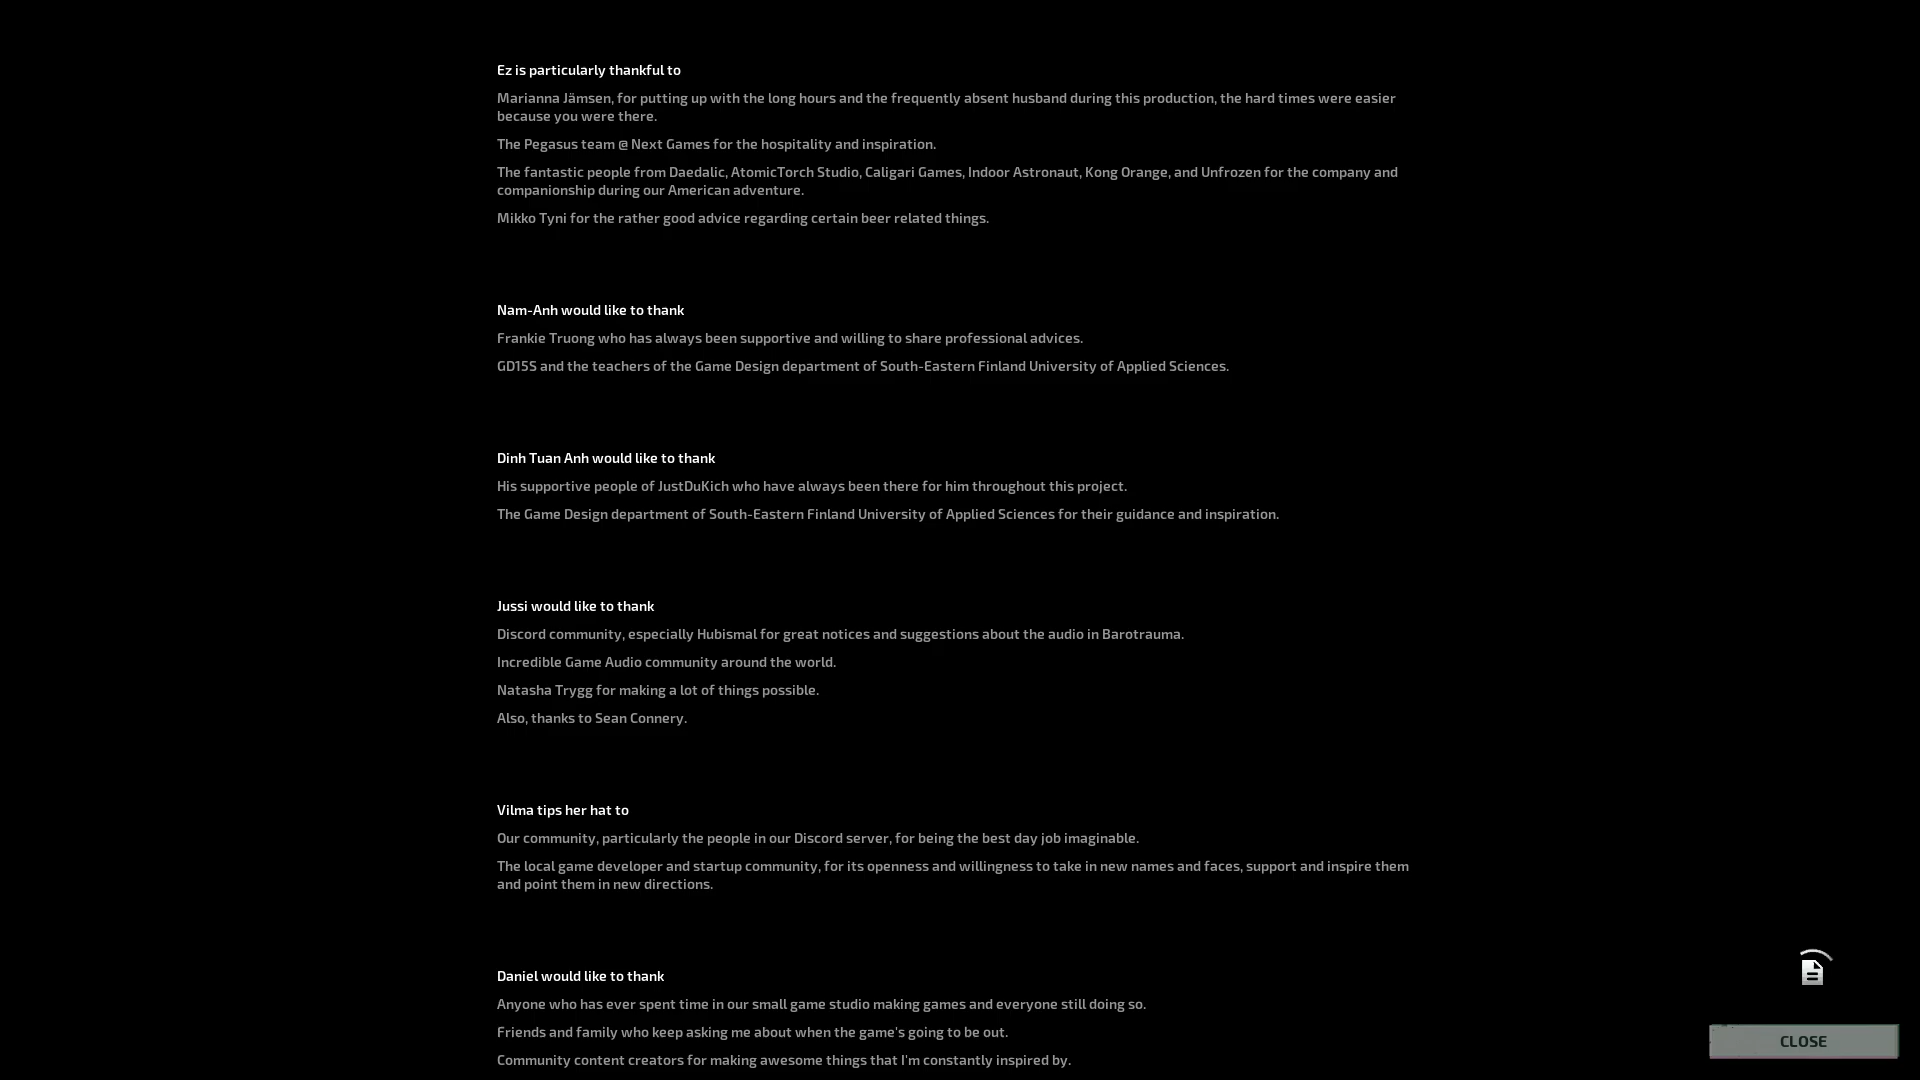 Ez is particularly thankful to
Marianna Jämsen, for putting up with the long hours and the frequently absent husband during this production, the hard times were easier
because you were there.
The Pegasus team @ Next Games for the hospitality and inspiration.
The fantastic people from Daedalic, AtomicTorch Studio, Caligari Games, Indoor Astronaut, Kong Orange, and Unfrozen for the company and
companionship during our American adventure.
Mikko Tyni for the rather good advice regarding certain beer related things.
Nam-Anh would like to thank
Frankie Truong who has always been supportive and willing to share professional advices.
GD15S and the teachers of the Game Design department of South-Eastern Finland University of Applied Sciences.
Dinh Tuan Anh would like to thank
His supportive people of JustDuKich who have always been there for him throughout this project.
The Game Design department of South-Eastern Finland University of Applied Sciences for their guidance and inspiration.
Jussi would like to thank
Discord community, especially Hubismal for great notices and suggestions about the audio in Barotrauma.
Incredible Game Audio community around the world.
Natasha Trygg for making a lot of things possible.
Also, thanks to Sean Connery.
Vilma tips her hat to
Our community, particularly the people in our Discord server, for being the best day job imaginable.
The local game developer and startup community, for its openness and willingness to take in new names and faces, support and inspire them
and point them in new directions.
Daniel would like to thank
Anyone who has ever spent time in our small game studio making games and everyone still doing so.
Friends and family who keep asking me about when the game's going to be out.
Community content creators for making awesome things that I'm constantly inspired by.
CLOSE